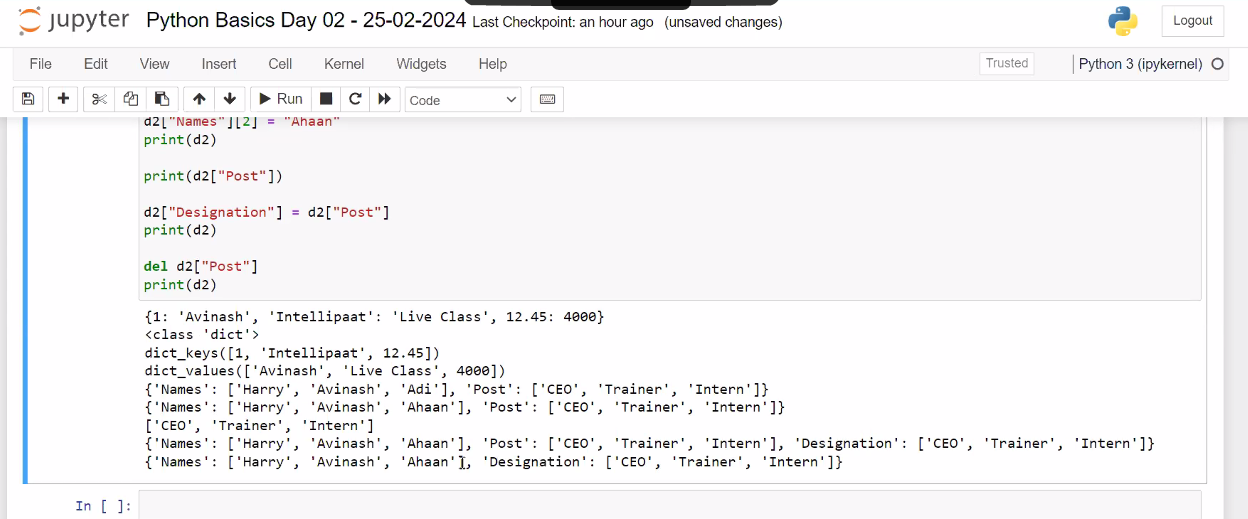 jupyter Python Basics Day 02 - 25-02-2024 Last Checkpoint: an hour ago (unsaved changes) Logout
File Edit View Insert Cell Kernel Widgets Help Trusted Python 3 (ipykernel)
Run Code
d2["Names"][2] = "Ahaan"
print(d2)
print(d2["Post"])
d2["Designation"] = d2["Post"]
print(d2)
del d2["Post"]
print(d2)
{1: 'Avinash', 'Intellipaat': 'Live Class', 12.45: 4000}
<class 'dict'>
dict_keys([1, 'Intellipaat', 12.45])
dict_values(['Avinash', 'Live Class', 4000])
{'Names': ['Harry', 'Avinash', 'Adi'], 'Post': ['CEO', 'Trainer', 'Intern']}
{'Names': ['Harry', 'Avinash', 'Ahaan'], 'Post': ['CEO', 'Trainer', 'Intern']}
['CEO', 'Trainer', 'Intern']
{'Names': ['Harry', 'Avinash', 'Ahaan'], 'Post': ['CEO', 'Trainer', 'Intern'], 'Designation': ['CEO', 'Trainer', 'Intern']}
{'Names': ['Harry', 'Avinash', 'Ahaan'], 'Designation': ['CEO', 'Trainer', 'Intern']}
In [ ]: